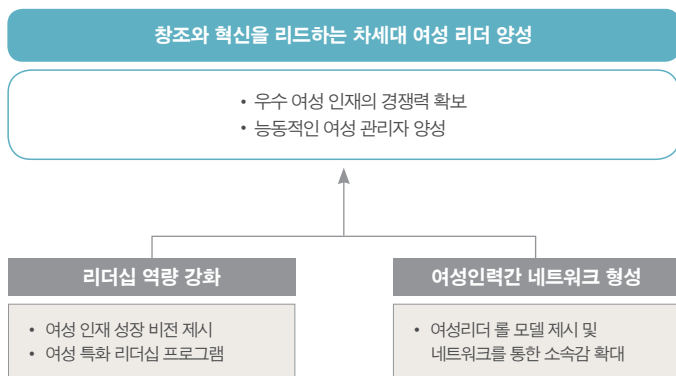 창조와 혁신을 리드하는 차세대 여성 리더 양성
• 우수 여성 인재의 경쟁력 확보
• 능동적인 여성 관리자 양성
리더십 역량 강화
• 여성 인재 성장 비전 제시
• 여성 특화 리더십 프로그램
여성인력간 네트워크 형성
• 여성리더 롤 모델 제시 및
네트워크를 통한 소속감 확대